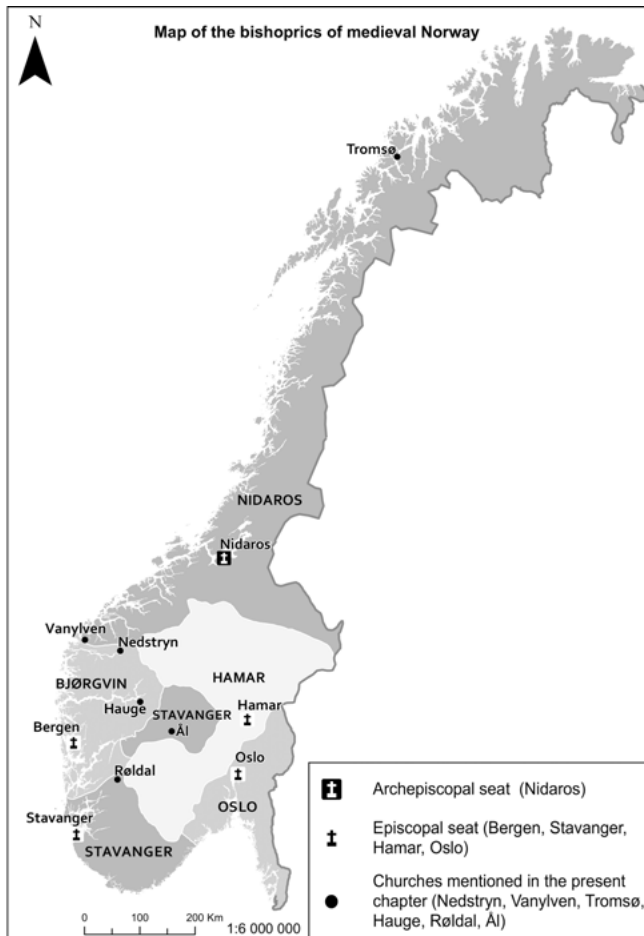 N
Map of the bishoprics of medieval Norway
Tromsø
NIDAROS
Nidaros
Vanylven
Nedstryn
BJØRGVIN
HAMAR
Hauge
STAVANGER
Hamar
Bergen
Ål
Oslo
Røldal
Stavanger
OSLO
STAVANGER
0 100 200 Km
1:6 000 000
Archepiscopal seat (Nidaros)
Episcopal seat (Bergen, Stavanger,
Hamar, Oslo)
Churches mentioned in the present
chapter (Nedstryn, Vanylven, Tromsø,
Hauge, Røldal, Ål)